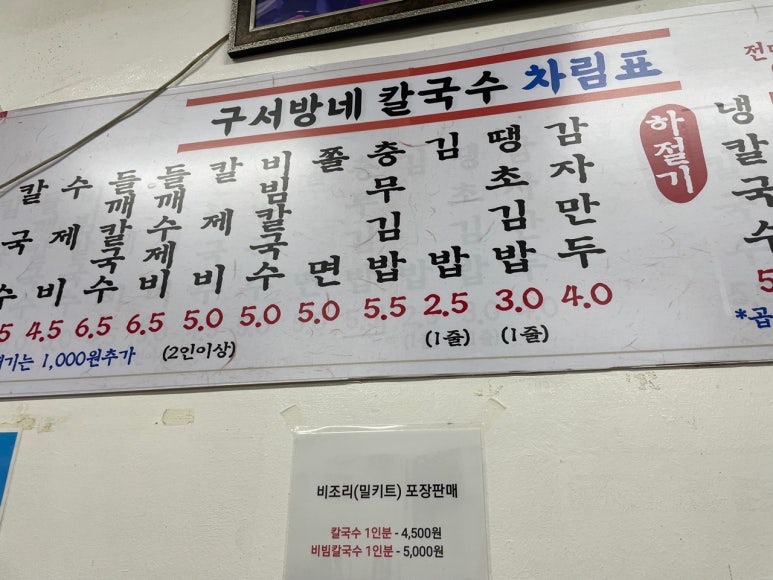 구서방네 칼국수 차림표
칼국수
수제비
들깨칼국수
들깨수제비
칼제비
비빔칼국수
쫄면
충무김밥
김밥
땡초김밥
감자만두
하절기
냉칼국수
4.5
6.5
6.5
5.0
5.0
5.0
5.5
2.5
3.0
4.0
기는 1,000원추가
(2인이상)
(1줄)
(1줄)
*곱
비조리(밀키트) 포장판매
칼국수 1인분 - 4,500원
비빔칼국수 1인분 - 5,000원